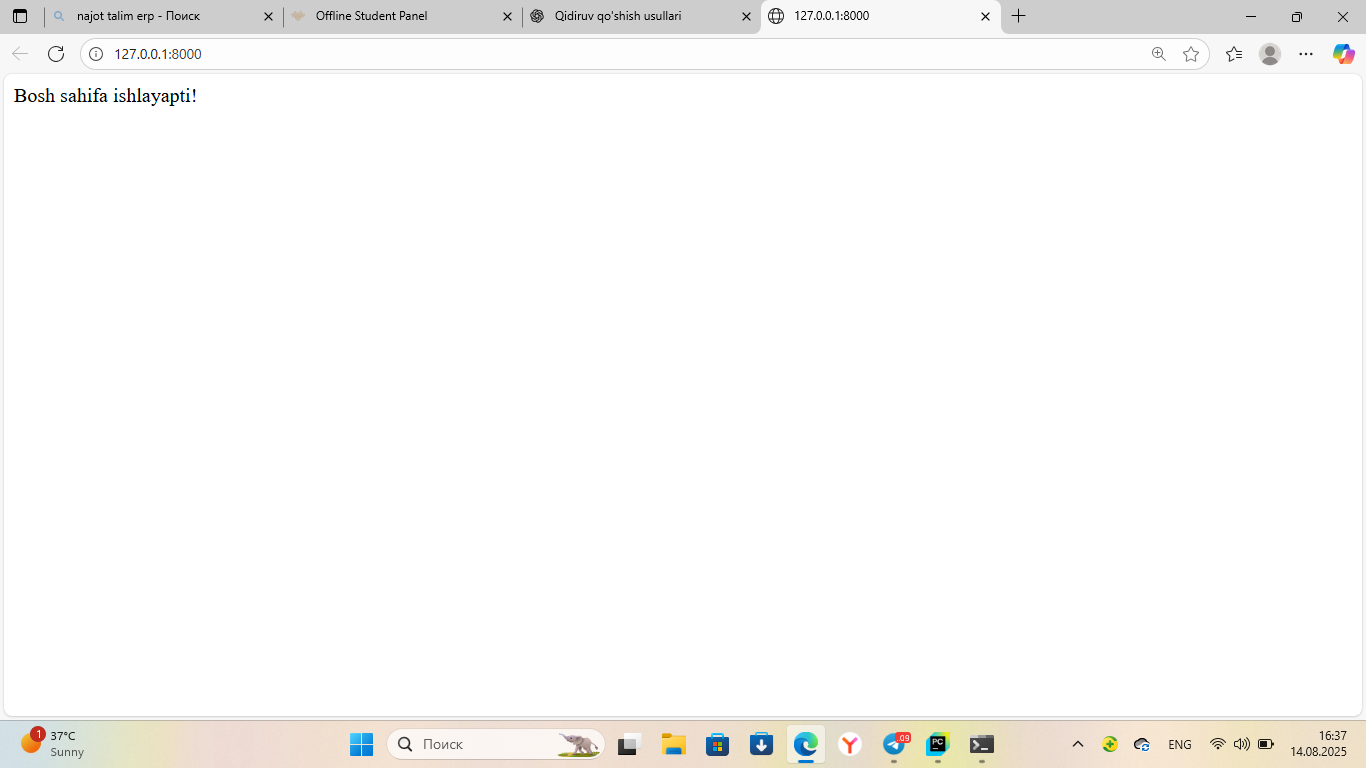 najot talim erp - Поиск
Offline Student Panel
Qidiruv qo'shish usullari
127.0.0.1:8000
127.0.0.1:8000
Bosh sahifa ishlayapti!
1
37°C
Sunny
Поиск
.09
PC
ENG
16:37
14.08.2025